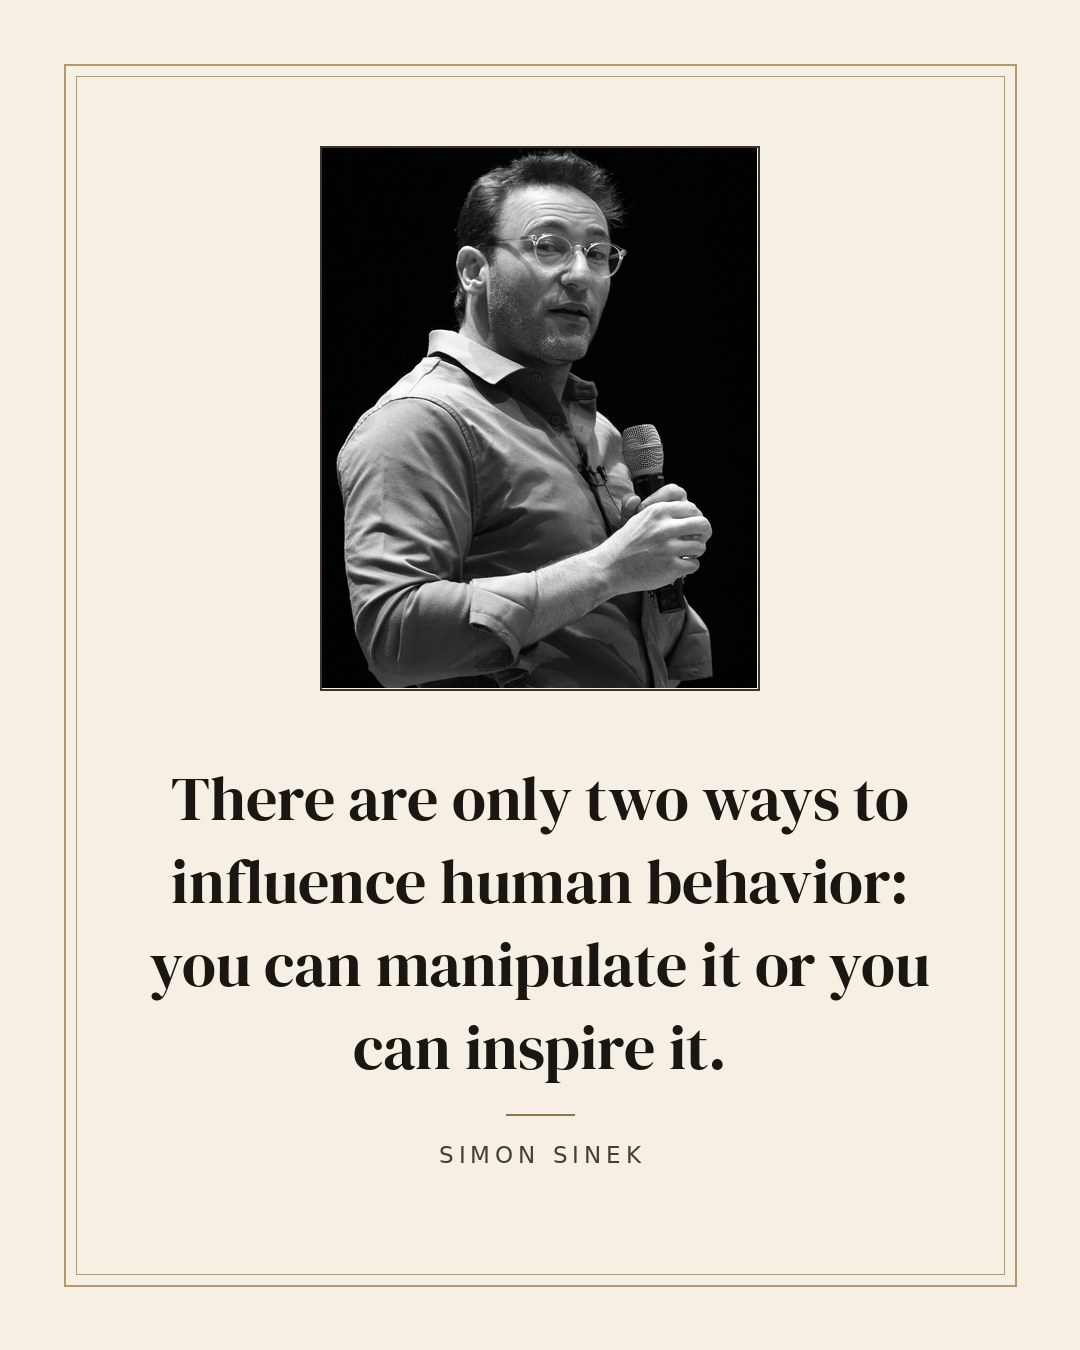 There are only two ways to
influence human behavior:
you can manipulate it or you
can inspire it.
SIMON SINEK